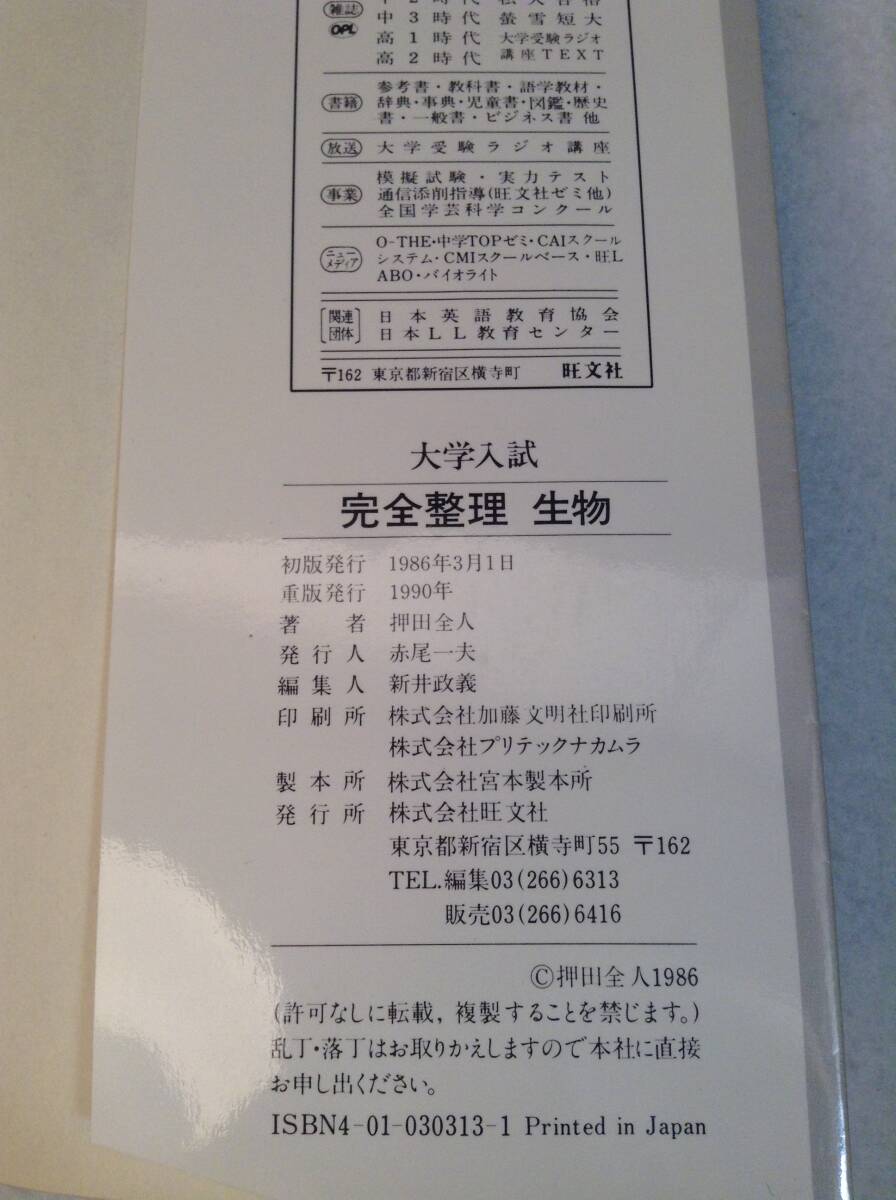 雑誌
OPL
中3時代 螢雪短大
高1時代 大学受験ラジオ
高2時代 講座TEXT
書籍
参考書・教科書・語学教材・
辞典・事典・児童書・図鑑・歴史
書・一般書・ビジネス書 他
放送 大学受験ラジオ講座
事業
模擬試験・実力テスト
通信添削指導(旺文社ゼミ他)
全国学芸科学コンクール
ニューメディア
O-THE・中学TOPゼミ・CAIスクール
システム・CMIスクールベース・旺L
ABO・バイオライト
[関連団体]
日本英語教育協会
日本LL教育センター
〒162 東京都新宿区横寺町 旺文社
大学入試
完全整理 生物
初版発行 1986年3月1日
重版発行 1990年
著者 押田全人
発行人 赤尾一夫
編集人 新井政義
印刷所 株式会社加藤文明社印刷所
株式会社プリテックナカムラ
製本所 株式会社宮本製本所
発行所 株式会社旺文社
東京都新宿区横寺町55 〒162
TEL.編集03(266)6313
販売03(266)6416
©押田全人1986
(許可なしに転載,複製することを禁じます。)
乱丁・落丁はお取りかえしますので本社に直接
お申し出ください。
ISBN4-01-030313-1 Printed in Japan